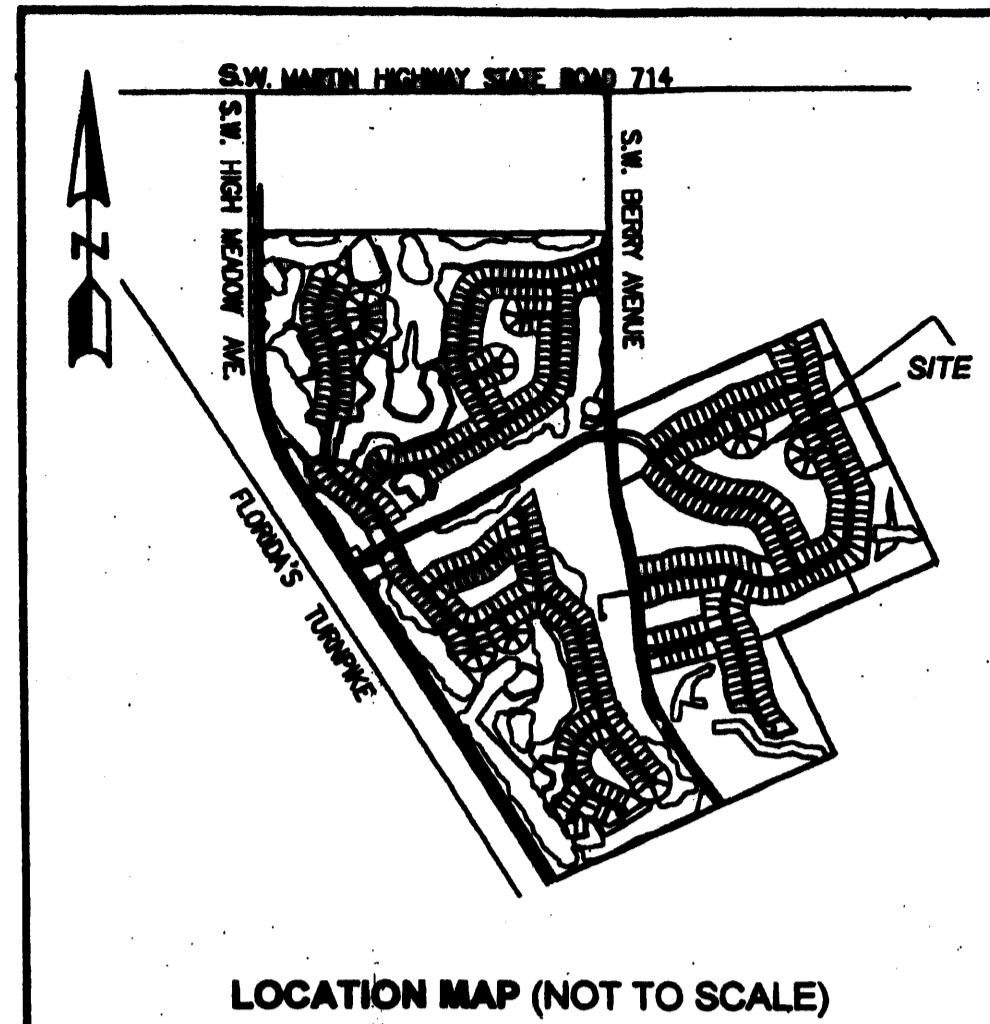 S.W. MARTIN HIGHWAY STATE ROAD 714
S.W. HIGH MEADOW AVE.
S.W. BERRY AVENUE
N
SITE
FLORIDA'S TURNPIKE
LOCATION MAP (NOT TO SCALE)